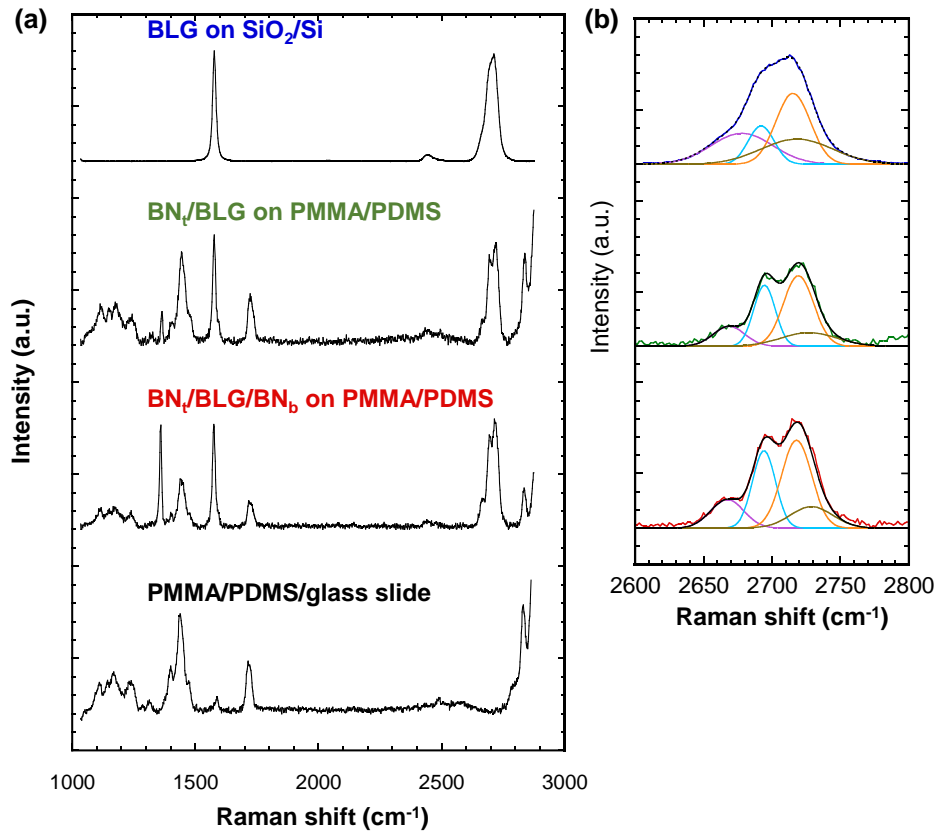 (a)
BLG on SiO₂/Si
BNₜ/BLG on PMMA/PDMS
BNₜ/BLG/BN_b on PMMA/PDMS
PMMA/PDMS/glass slide
Intensity (a.u.)
1000 1500 2000 2500 3000
Raman shift (cm⁻¹)
(b)
Intensity (a.u.)
2600 2650 2700 2750 2800
Raman shift (cm⁻¹)